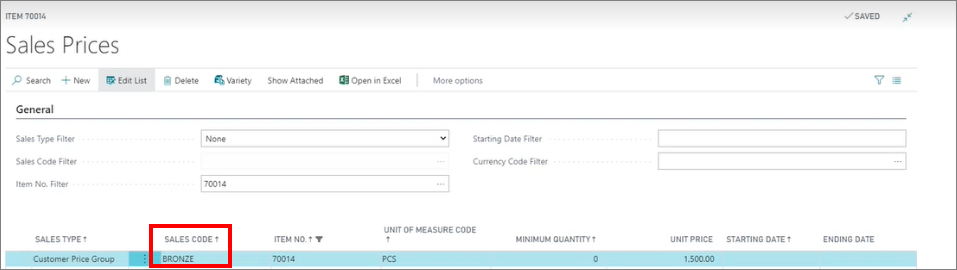 ITEM 70014
SAVED
Sales Prices
Search New Edit List Delete Variety Show Attached Open in Excel More options
General
Sales Type Filter None Starting Date Filter
Sales Code Filter Currency Code Filter
Item No. Filter 70014
SALES TYPE↑ SALES CODE↑ ITEM NO.↑ UNIT OF MEASURE CODE↑ MINIMUM QUANTITY↑ UNIT PRICE STARTING DATE↑ ENDING DATE
Customer Price Group BRONZE 70014 PCS 0 1,500.00